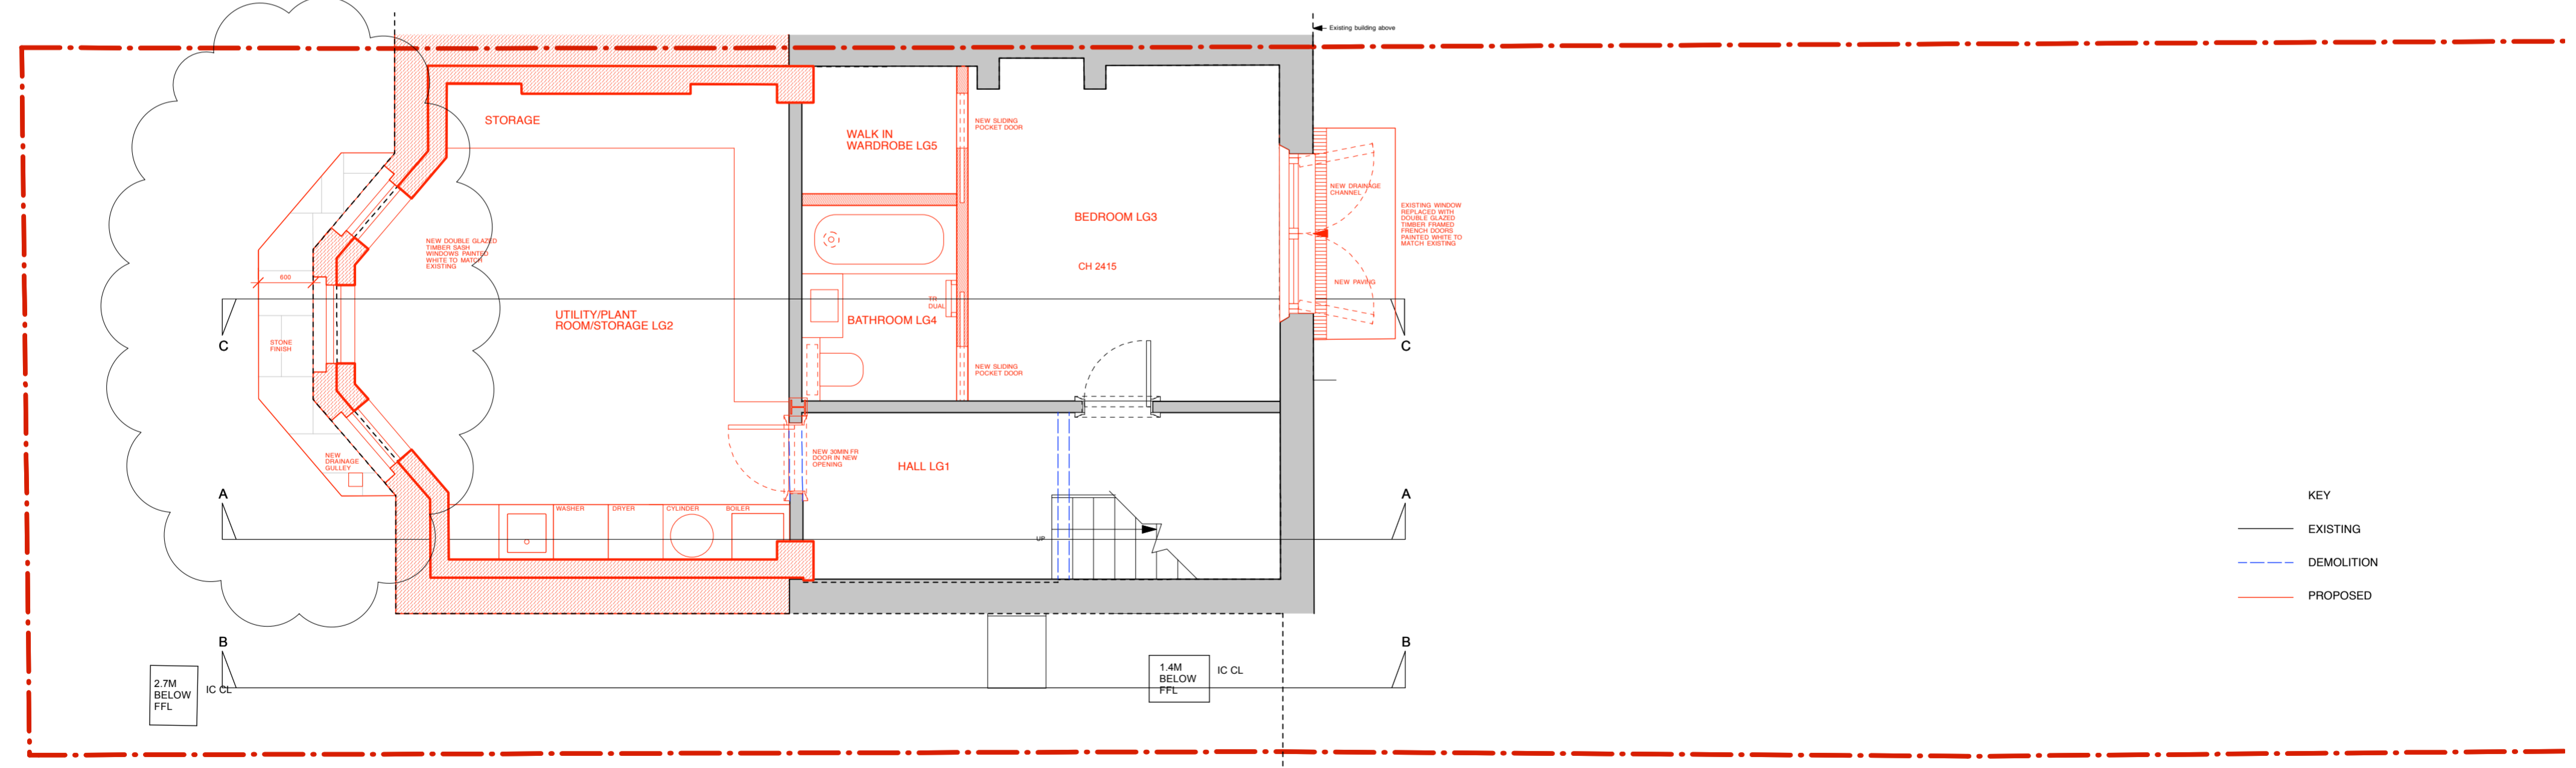 Existing building above
STORAGE
WALK IN
WARDROBE LG5
NEW SLIDING
POCKET DOOR
NEW DRAINAGE
CHANNEL
EXISTING WINDOW
REPLACED WITH
DOUBLE GLAZED
TIMBER FRAMED
FRENCH DOORS
PAINTED WHITE TO
MATCH EXISTING
BEDROOM LG3
NEW DOUBLE GLAZED
TIMBER SASH
WINDOWS PAINTED
WHITE TO MATCH
EXISTING
CH 2415
600
NEW PAVING
TR
DUAL
UTILITY/PLANT
ROOM/STORAGE LG2
BATHROOM LG4
C
STONE
FINISH
C
NEW SLIDING
POCKET DOOR
NEW
DRAINAGE
GULLEY
NEW 30MIN FR
DOOR IN NEW
OPENING
HALL LG1
A
A
WASHER
DRYER
CYLINDER
BOILER
UP
KEY
EXISTING
DEMOLITION
PROPOSED
B
B
2.7M
BELOW
FFL
IC CL
1.4M
BELOW
FFL
IC CL